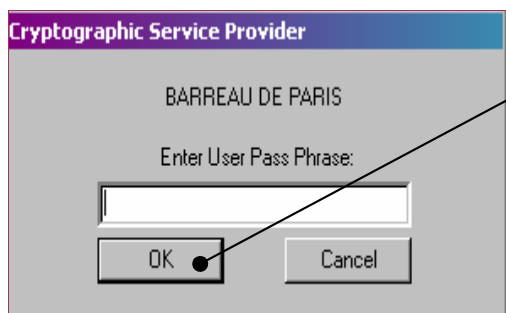 Cryptographic Service Provider
BARREAU DE PARIS
Enter User Pass Phrase:
OK Cancel